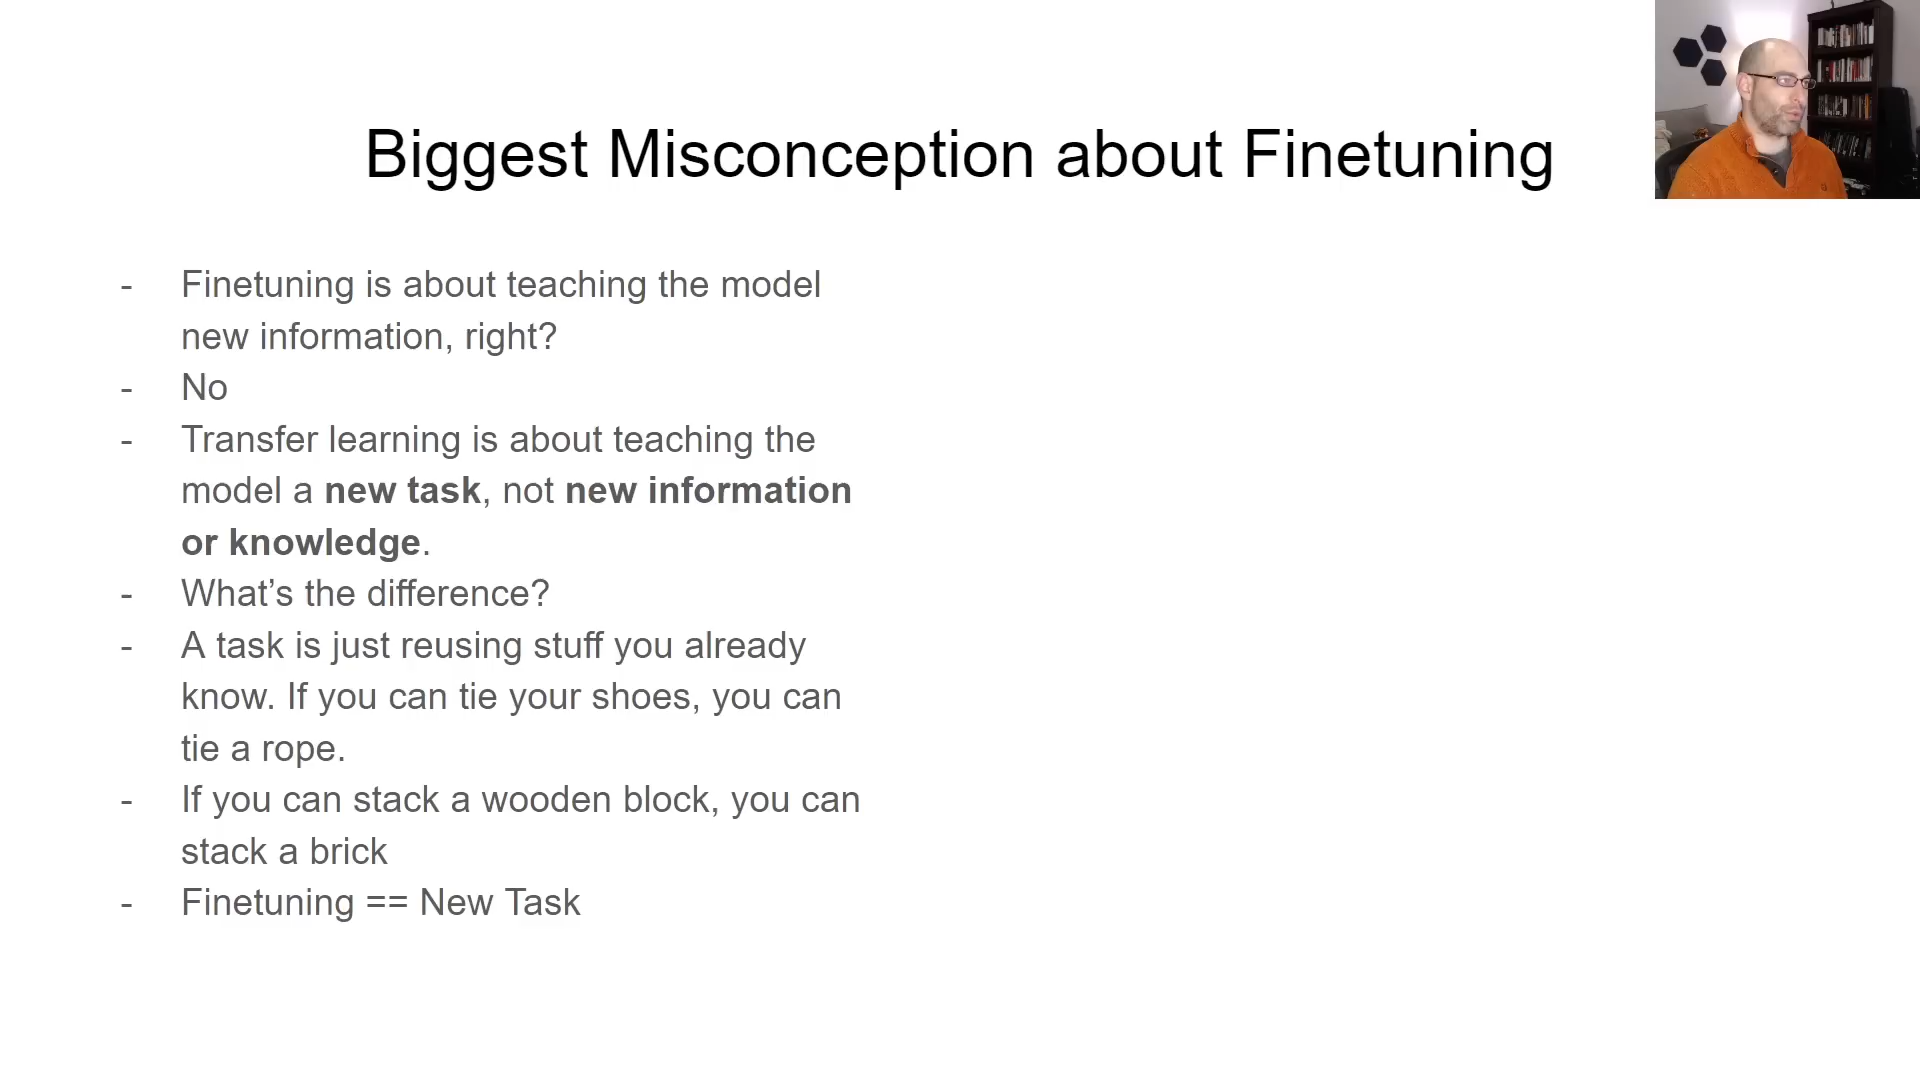 Biggest Misconception about Finetuning
- Finetuning is about teaching the model
new information, right?
- No
- Transfer learning is about teaching the
model a new task, not new information
or knowledge.
- What’s the difference?
- A task is just reusing stuff you already
know. If you can tie your shoes, you can
tie a rope.
- If you can stack a wooden block, you can
stack a brick
- Finetuning == New Task